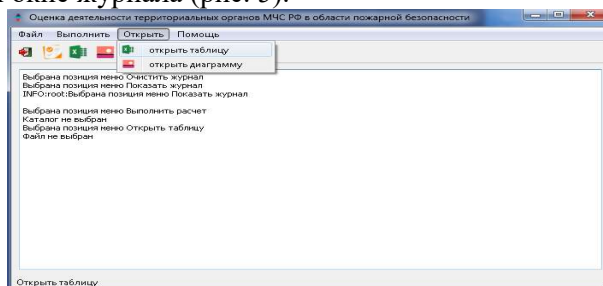 окне журнала (рис. 3).
Оценка деятельности территориальных органов МЧС РФ в области пожарной безопасности
Файл Выполнить Открыть Помощь
открыть таблицу
открыть диаграмму
Выбрана позиция меню Очистить журнал
Выбрана позиция меню Показать журнал
INFO:root:Выбрана позиция меню Показать журнал
Выбрана позиция меню Выполнить расчет
Каталог не выбран
Выбрана позиция меню Открыть таблицу
Файл не выбран
Открыть таблицу